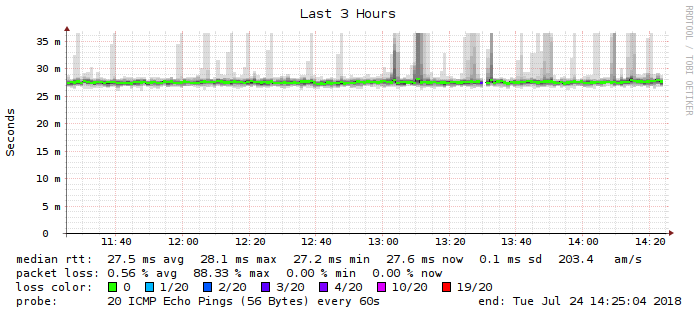 Last 3 Hours
RRDTOOL / TOBI OETIKER
Seconds
35 m
30 m
25 m
20 m
15 m
10 m
5 m
0
11:40 12:00 12:20 12:40 13:00 13:20 13:40 14:00 14:20
median rtt: 27.5 ms avg 28.1 ms max 27.2 ms min 27.6 ms now 0.1 ms sd 203.4 am/s
packet loss: 0.56 % avg 88.33 % max 0.00 % min 0.00 % now
loss color: 0 1/20 2/20 3/20 4/20 10/20 19/20
probe: 20 ICMP Echo Pings (56 Bytes) every 60s end: Tue Jul 24 14:25:04 2018